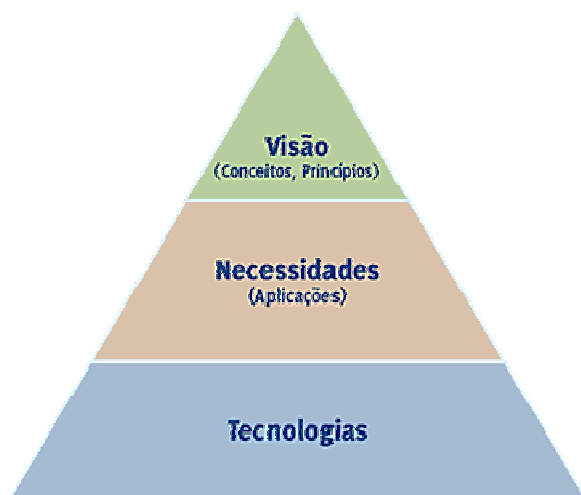 Visão
(Conceitos, Princípios)
Necessidades
(Aplicações)
Tecnologias